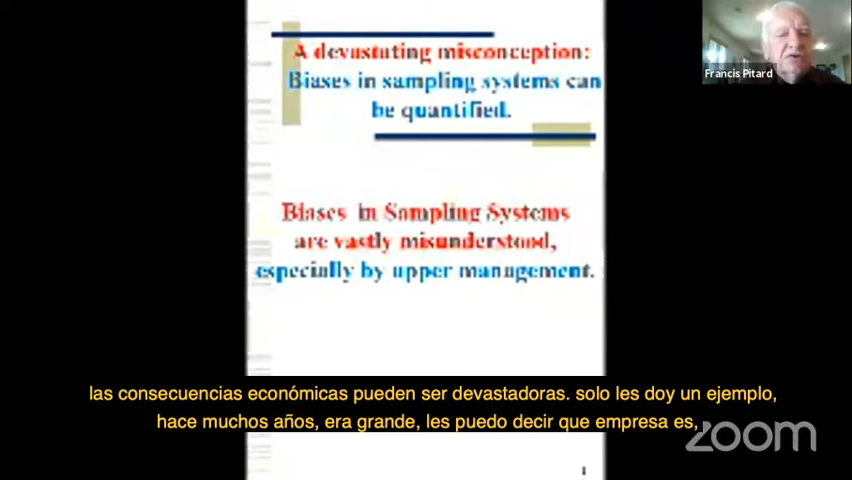 A devastating misconception:
Biases in sampling systems can
be quantified.
Francis Pitard
Biases in Sampling Systems
are vastly misunderstood,
especially by upper management.
las consecuencias económicas pueden ser devastadoras. solo les doy un ejemplo,
hace muchos años, era grande, les puedo decir que empresa es,
zoom
1